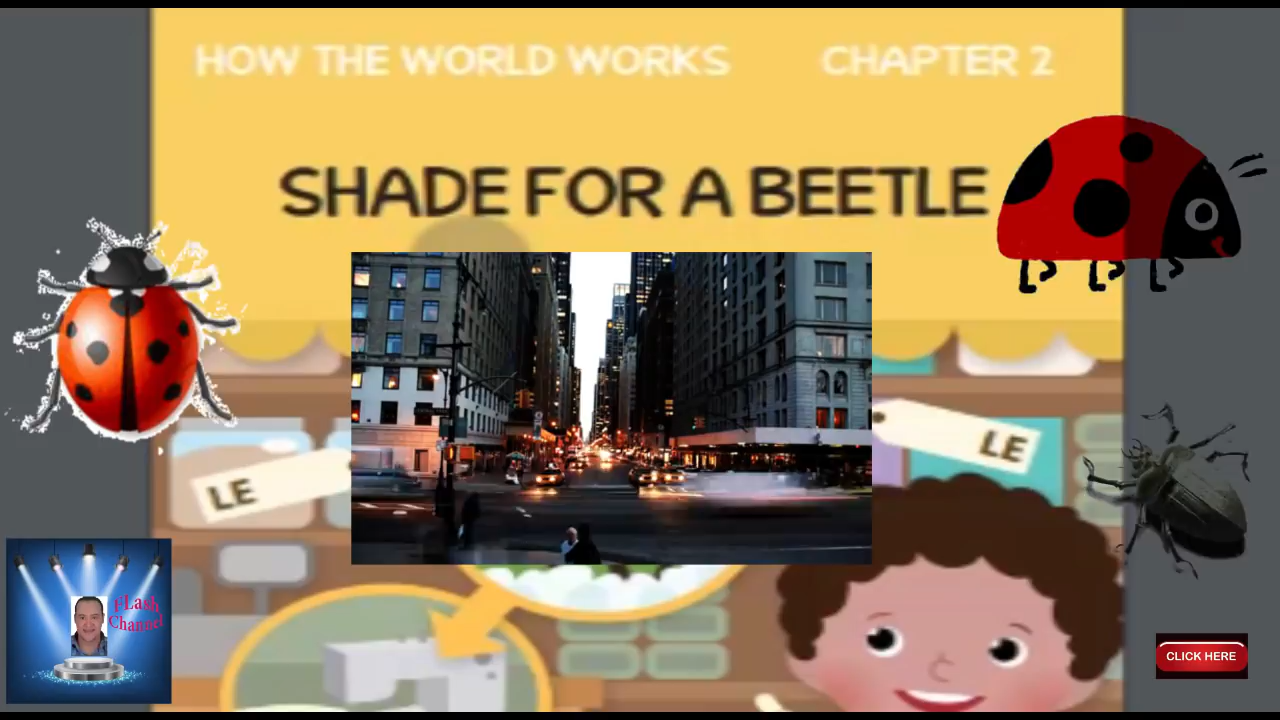 HOW THE WORLD WORKS CHAPTER 2
SHADE FOR A BEETLE
LE
LE
FLash
Channel
CLICK HERE